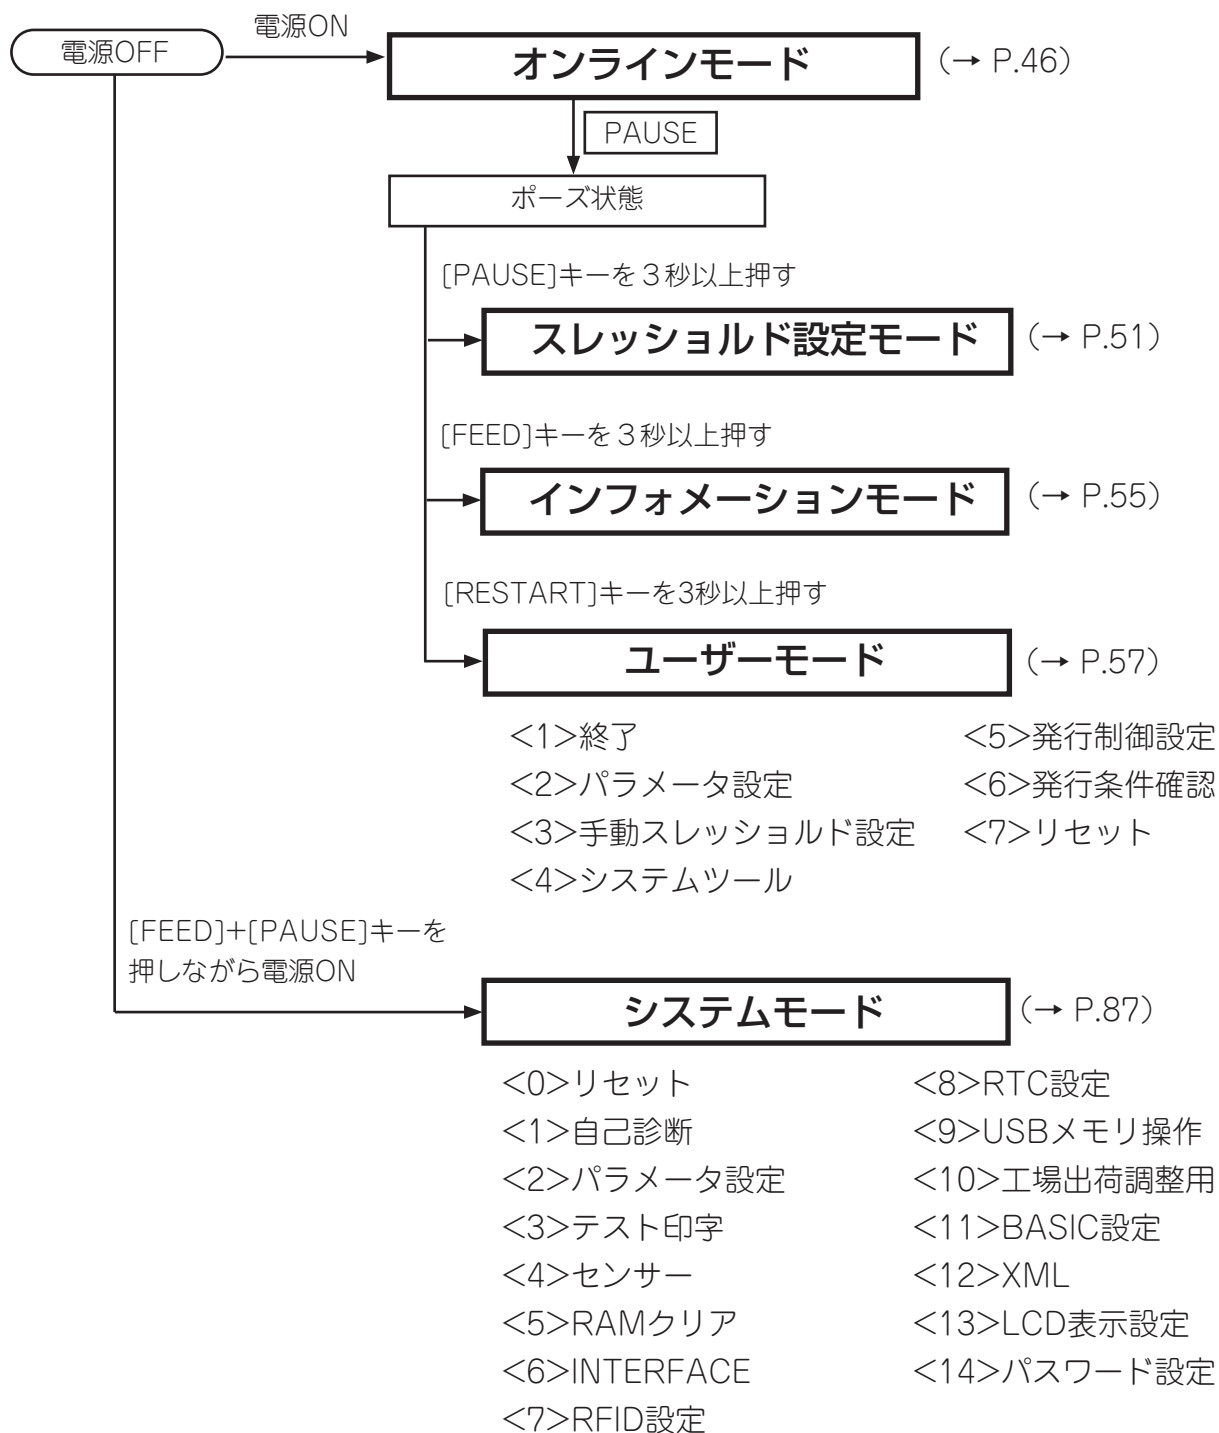 電源OFF
電源ON
オンラインモード
(→ P.46)
PAUSE
ポーズ状態
[PAUSE]キーを３秒以上押す
スレッショルド設定モード
(→ P.51)
[FEED]キーを３秒以上押す
インフォメーションモード
(→ P.55)
[RESTART]キーを3秒以上押す
ユーザーモード
(→ P.57)
<1>終了
<2>パラメータ設定
<3>手動スレッショルド設定
<4>システムツール
<5>発行制御設定
<6>発行条件確認
<7>リセット
[FEED]+[PAUSE]キーを
押しながら電源ON
システムモード
(→ P.87)
<0>リセット
<1>自己診断
<2>パラメータ設定
<3>テスト印字
<4>センサー
<5>RAMクリア
<6>INTERFACE
<7>RFID設定
<8>RTC設定
<9>USBメモリ操作
<10>工場出荷調整用
<11>BASIC設定
<12>XML
<13>LCD表示設定
<14>パスワード設定